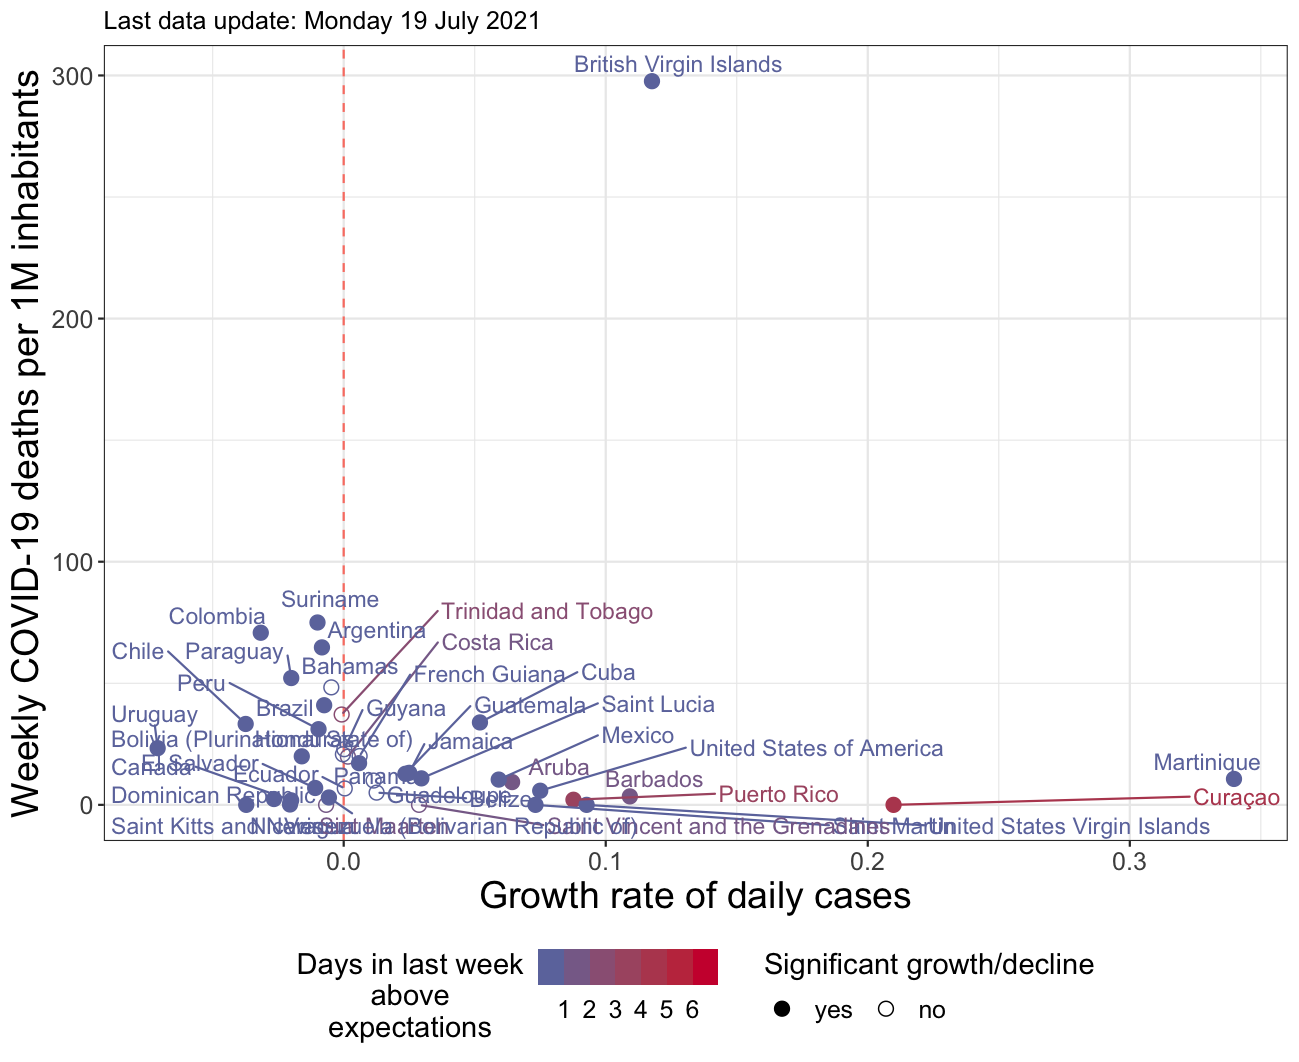 Last data update: Monday 19 July 2021
Weekly COVID-19 deaths per 1M inhabitants
300
200
100
0
British Virgin Islands
Suriname
Colombia
Trinidad and Tobago
Argentina
Costa Rica
Chile
Paraguay
Bahamas
French Guiana
Cuba
Peru
Brazil
Guyana
Guatemala
Saint Lucia
Uruguay
Bolivia (Plurinational State of)
Honduras
Jamaica
Mexico
United States of America
El Salvador
Canada
Ecuador
Panama
Aruba
Barbados
Martinique
Dominican Republic
Guadeloupe
Belize
Puerto Rico
Curaçao
Saint Kitts and Nevis
Nicaragua
Venezuela (Bolivarian Republic of)
Sint Maarten
Saint Vincent and the Grenadines
Saint Martin
United States Virgin Islands
0.0 0.1 0.2 0.3
Growth rate of daily cases
Days in last week
above
expectations
1 2 3 4 5 6
Significant growth/decline
yes no